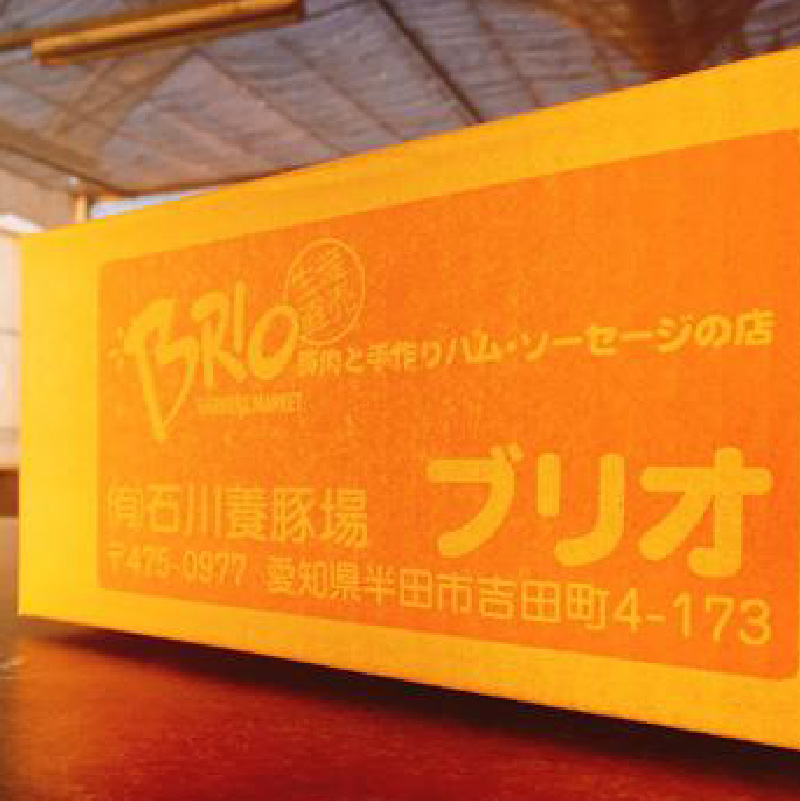 BRIO
FARMERS MARKET
豚肉と手作りハム・ソーセージの店
ブリオ
㈲石川養豚場
〒475-0977 愛知県半田市吉田町4-173